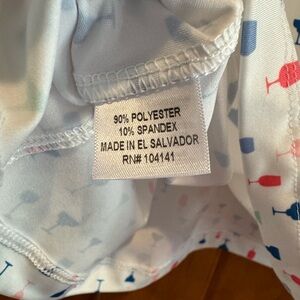 90% POLYESTER
10% SPANDEX
MADE IN EL SALVADOR
RN# 104141